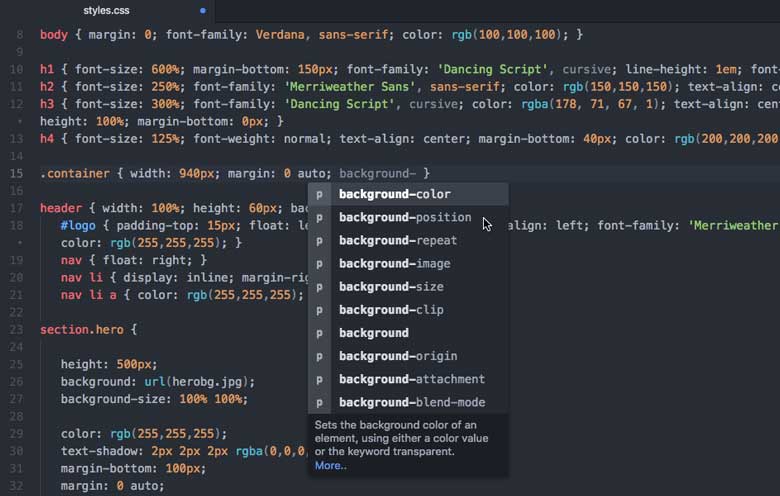 styles.css
8 body { margin: 0; font-family: Verdana, sans-serif; color: rgb(100,100,100); }
9
10 h1 { font-size: 600%; margin-bottom: 150px; font-family: 'Dancing Script', cursive; line-height: 1em; font-
11 h2 { font-size: 250%; font-family: 'Merriweather Sans', sans-serif; color: rgb(150,150,150); text-align: c
12 h3 { font-size: 300%; font-family: 'Dancing Script', cursive; color: rgba(178, 71, 67, 1); text-align: cen
• height: 100%; margin-bottom: 0px; }
13 h4 { font-size: 125%; font-weight: normal; text-align: center; margin-bottom: 40px; color: rgb(200,200,200
14
15 .container { width: 940px; margin: 0 auto; background- }
16
p background-color
17 header { width: 100%; height: 60px; bac
p background-position
18 #logo { padding-top: 15px; float: le align: left; font-family: 'Merriweather
p background-repeat
• color: rgb(255,255,255); }
19 nav { float: right; }
p background-image
20 nav li { display: inline; margin-rig
p background-size
21 nav li a { color: rgb(255,255,255);
p background-clip
22
23 section.hero {
p background
24
p background-origin
25 height: 500px;
26 background: url(herobg.jpg);
p background-attachment
27 background-size: 100% 100%;
p background-blend-mode
28
Sets the background color of an
29 color: rgb(255,255,255);
element, using either a color value
30 text-shadow: 2px 2px 2px rgba(0,0,0,
or the keyword transparent.
31 margin-bottom: 100px;
More..
32 margin: 0 auto;